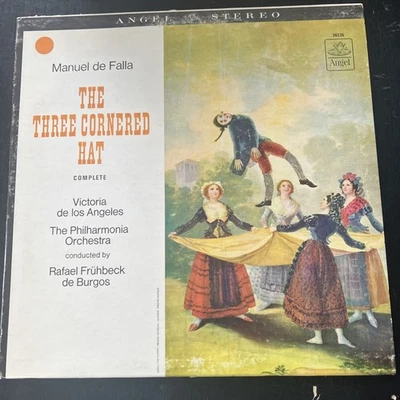 ANGEL STEREO
Manuel de Falla
THE
THREE CORNERED
HAT
COMPLETE
Victoria
de los Angeles
The Philharmonia
Orchestra
conducted by
Rafael Frühbeck
de Burgos
Angel